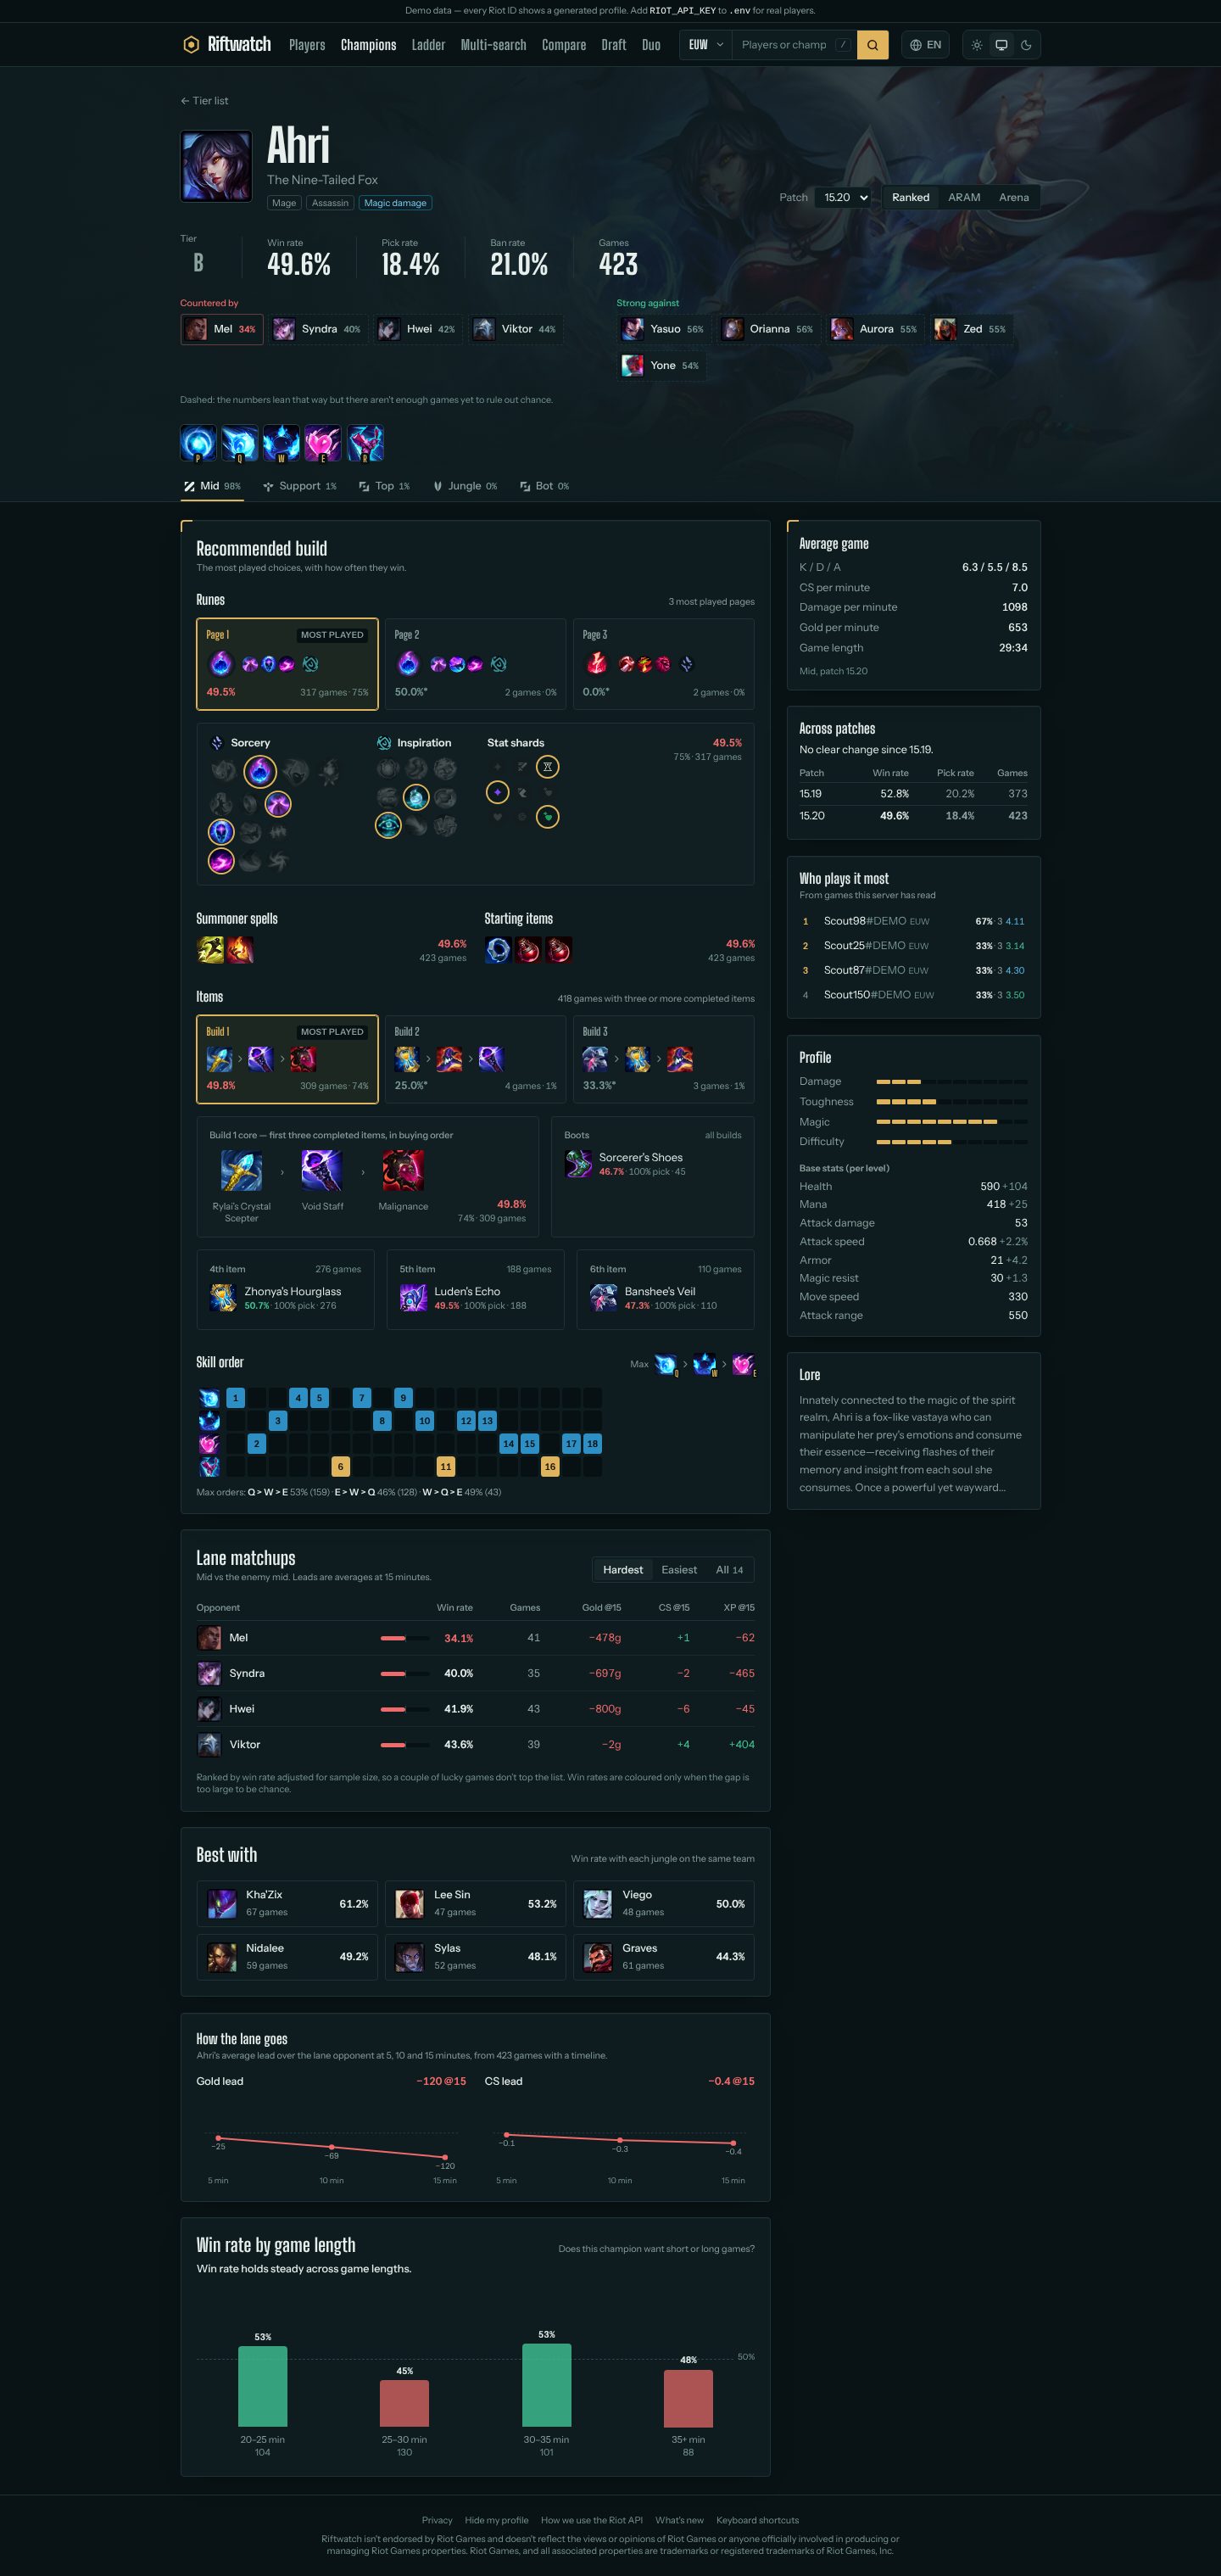 Demo data — every Riot ID shows a generated profile. Add RIOT_API_KEY to .env for real players.
Riftwatch Players Champions Ladder Multi-search Compare Draft Duo EUW Players or champ / EN
← Tier list
Ahri
The Nine-Tailed Fox
Mage Assassin Magic damage
Patch 15.20 Ranked ARAM Arena
Tier Win rate Pick rate Ban rate Games
B 49.6% 18.4% 21.0% 423
Countered by
Mel 34% Syndra 40% Hwei 42% Viktor 44%
Strong against
Yasuo 56% Orianna 56% Aurora 55% Zed 55%
Yone 54%
Dashed: the numbers lean that way but there aren't enough games yet to rule out chance.
P Q W E R
Mid 98% Support 1% Top 1% Jungle 0% Bot 0%
Recommended build
The most played choices, with how often they win.
Runes 3 most played pages
Page 1 MOST PLAYED
49.5% 317 games · 75%
Page 2
50.0%* 2 games · 0%
Page 3
0.0%* 2 games · 0%
Sorcery Inspiration Stat shards 49.5%
75% · 317 games
Summoner spells
49.6%
423 games
Starting items
49.6%
423 games
Items 418 games with three or more completed items
Build 1 MOST PLAYED
49.8% 309 games · 74%
Build 2
25.0%* 4 games · 1%
Build 3
33.3%* 3 games · 1%
Build 1 core — first three completed items, in buying order
Rylai's Crystal Scepter
Void Staff
Malignance
49.8%
74% · 309 games
Boots all builds
Sorcerer's Shoes
46.7% · 100% pick · 45
4th item 276 games
Zhonya's Hourglass
50.7% · 100% pick · 276
5th item 188 games
Luden's Echo
49.5% · 100% pick · 188
6th item 110 games
Banshee's Veil
47.3% · 100% pick · 110
Skill order Max Q > W > E
1 4 5 7 9
3 8 10 12 13
2 14 15 17 18
6 11 16
Max orders: Q > W > E 53% (159) · E > W > Q 46% (128) · W > Q > E 49% (43)
Lane matchups
Mid vs the enemy mid. Leads are averages at 15 minutes.
Hardest Easiest All 14
Opponent Win rate Games Gold @15 CS @15 XP @15
Mel 34.1% 41 −478g +1 −62
Syndra 40.0% 35 −697g −2 −465
Hwei 41.9% 43 −800g −6 −45
Viktor 43.6% 39 −2g +4 +404
Ranked by win rate adjusted for sample size, so a couple of lucky games don't top the list. Win rates are coloured only when the gap is
too large to be chance.
Best with Win rate with each jungle on the same team
Kha'Zix 61.2%
67 games
Lee Sin 53.2%
47 games
Viego 50.0%
48 games
Nidalee 49.2%
59 games
Sylas 48.1%
52 games
Graves 44.3%
61 games
How the lane goes
Ahri's average lead over the lane opponent at 5, 10 and 15 minutes, from 423 games with a timeline.
Gold lead −120 @15
−25 −69 −120
5 min 10 min 15 min
CS lead −0.4 @15
−0.1 −0.3 −0.4
5 min 10 min 15 min
Win rate by game length Does this champion want short or long games?
Win rate holds steady across game lengths.
53% 45% 53% 48% 50%
20–25 min 25–30 min 30–35 min 35+ min
104 130 101 88
Average game
K / D / A 6.3 / 5.5 / 8.5
CS per minute 7.0
Damage per minute 1098
Gold per minute 653
Game length 29:34
Mid, patch 15.20
Across patches
No clear change since 15.19.
Patch Win rate Pick rate Games
15.19 52.8% 20.2% 373
15.20 49.6% 18.4% 423
Who plays it most
From games this server has read
1 Scout98#DEMO EUW 67% · 3 4.11
2 Scout25#DEMO EUW 33% · 3 3.14
3 Scout87#DEMO EUW 33% · 3 4.30
4 Scout150#DEMO EUW 33% · 3 3.50
Profile
Damage
Toughness
Magic
Difficulty
Base stats (per level)
Health 590 +104
Mana 418 +25
Attack damage 53
Attack speed 0.668 +2.2%
Armor 21 +4.2
Magic resist 30 +1.3
Move speed 330
Attack range 550
Lore
Innately connected to the magic of the spirit
realm, Ahri is a fox-like vastaya who can
manipulate her prey's emotions and consume
their essence—receiving flashes of their
memory and insight from each soul she
consumes. Once a powerful yet wayward...
Privacy Hide my profile How we use the Riot API What's new Keyboard shortcuts
Riftwatch isn't endorsed by Riot Games and doesn't reflect the views or opinions of Riot Games or anyone officially involved in producing or
managing Riot Games properties. Riot Games, and all associated properties are trademarks or registered trademarks of Riot Games, Inc.